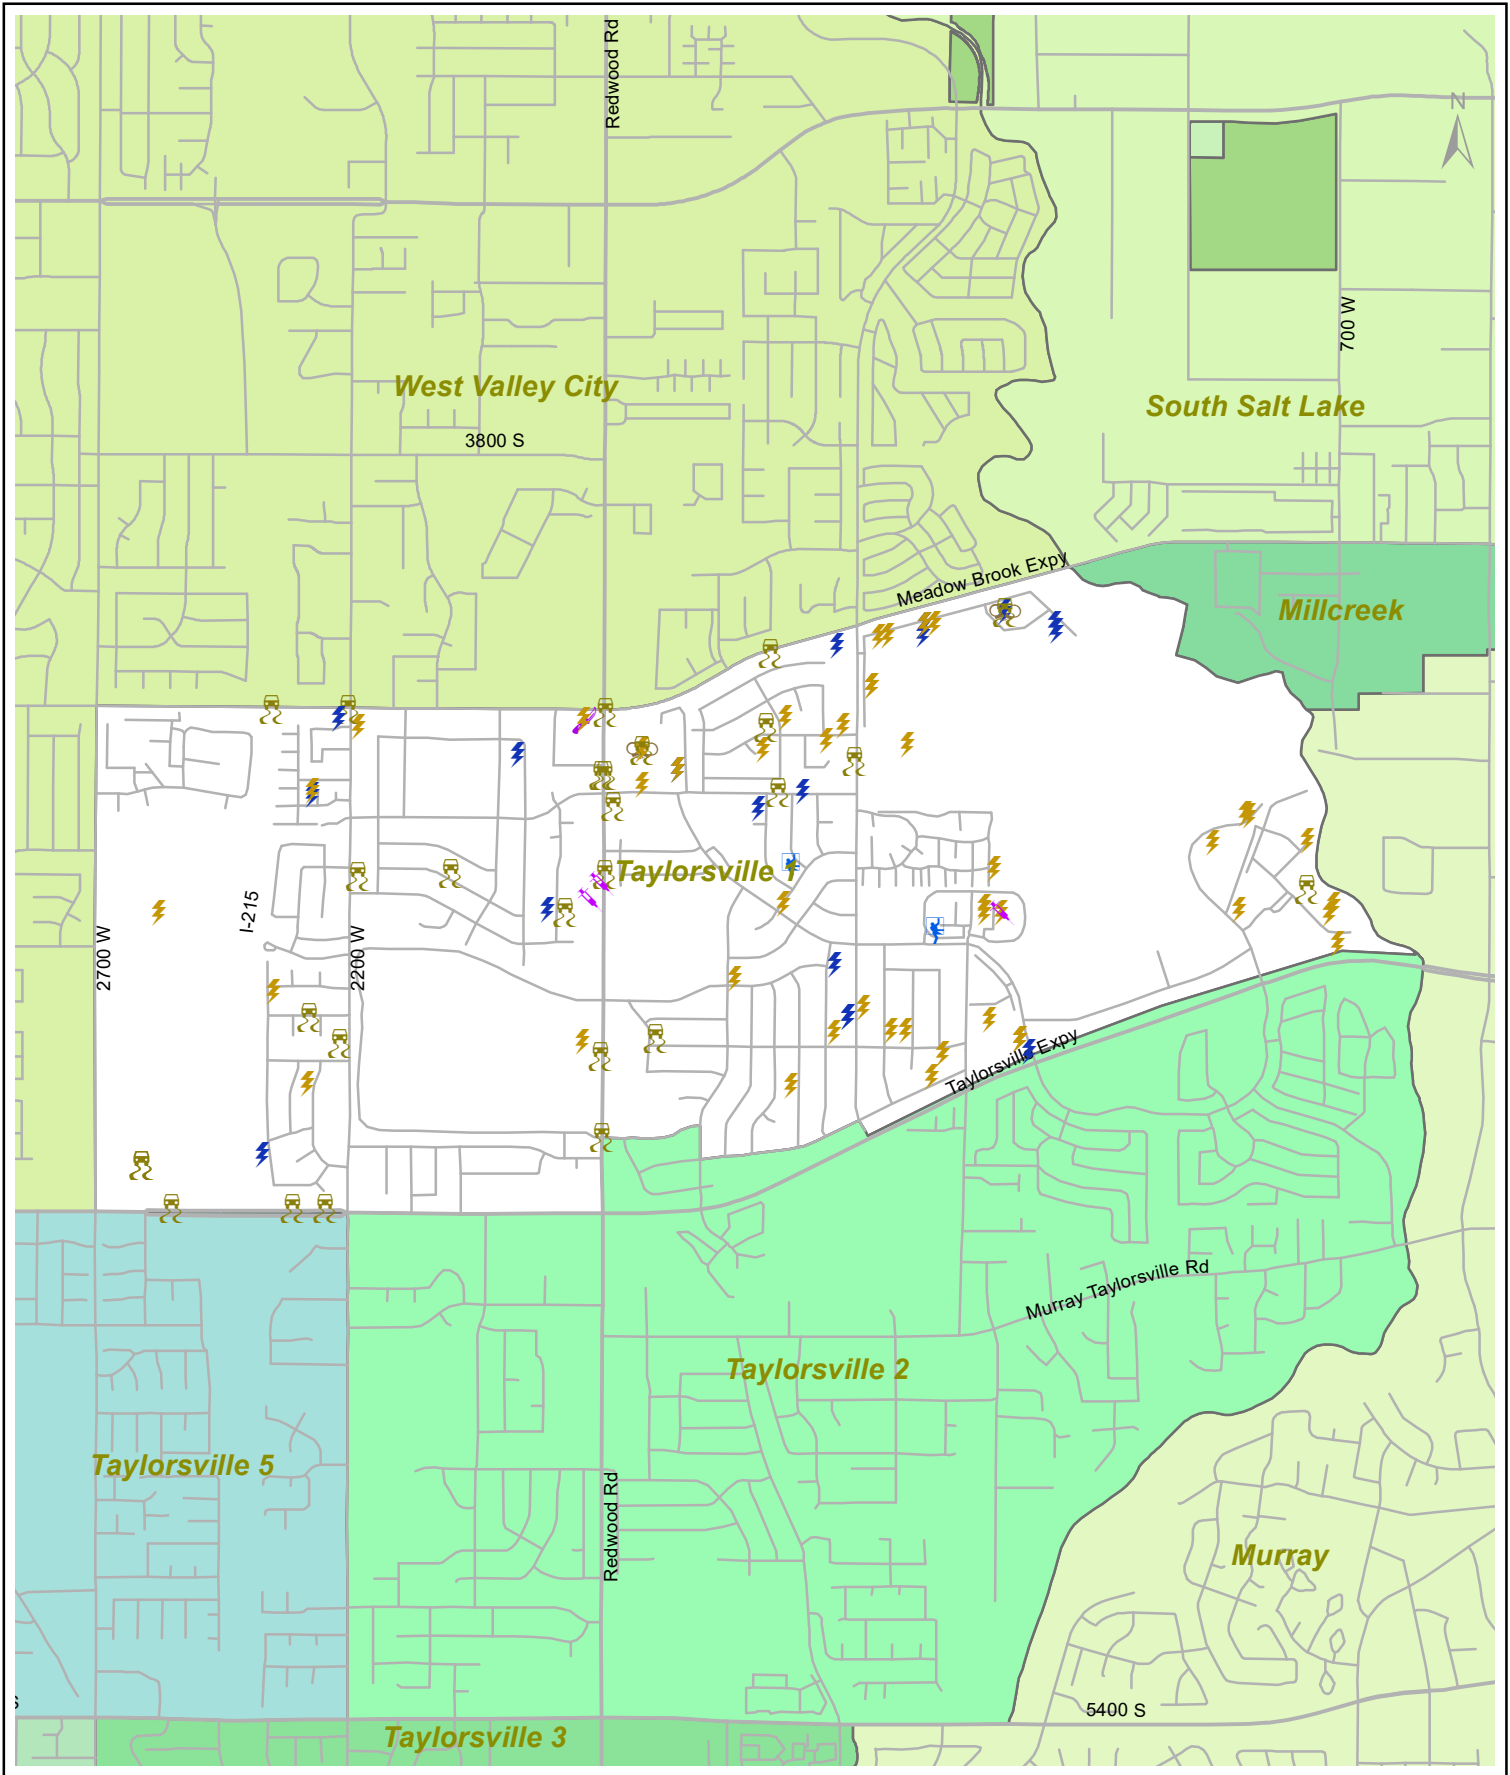 Redwood Rd
N
700 W
West Valley City
South Salt Lake
3800 S
Meadow Brook Expy
Millcreek
Taylorsville 1
I-215
2700 W
2200 W
Taylorsville Expy
Murray Taylorsville Rd
Taylorsville 2
Taylorsville 5
Redwood Rd
Murray
S
5400 S
Taylorsville 3